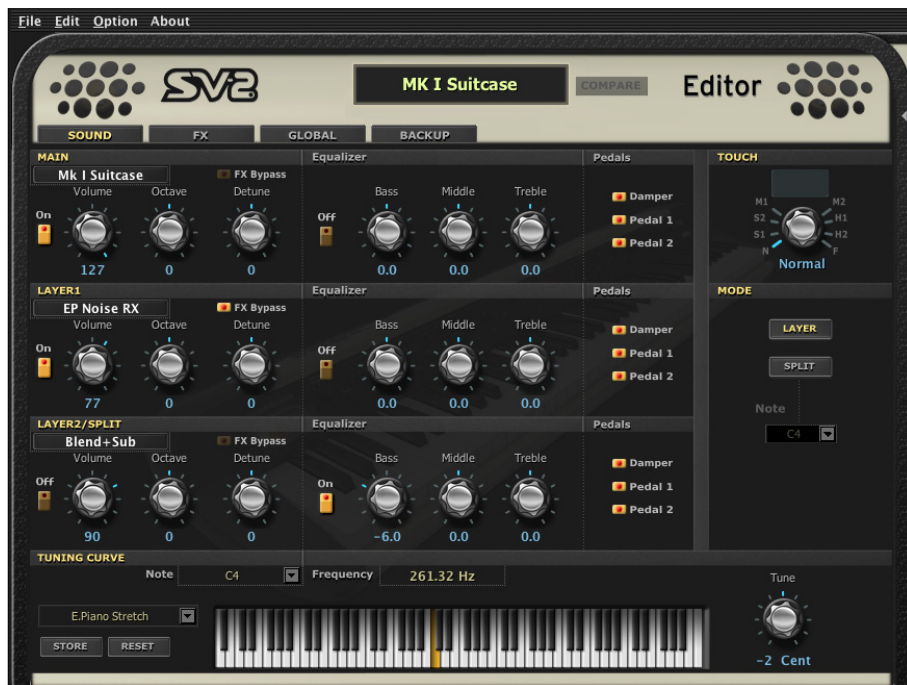 File Edit Option About
SV2 MK I Suitcase COMPARE Editor
SOUND FX GLOBAL BACKUP
MAIN Equalizer Pedals TOUCH
Mk I Suitcase FX Bypass
Volume Octave Detune Bass Middle Treble
On Off
Damper
Pedal 1
Pedal 2
127 0 0 0.0 0.0 0.0
M1 M2
S2 H1
S1 H2
N F
Normal
LAYER1 Equalizer Pedals MODE
EP Noise RX FX Bypass
Volume Octave Detune Bass Middle Treble
On Off
Damper
Pedal 1
Pedal 2
77 0 0 0.0 0.0 0.0
LAYER
SPLIT
Note
C4
LAYER2/SPLIT Equalizer Pedals
Blend+Sub FX Bypass
Volume Octave Detune Bass Middle Treble
Off On
Damper
Pedal 1
Pedal 2
90 0 0 -6.0 0.0 0.0
TUNING CURVE
Note C4 Frequency 261.32 Hz
E.Piano Stretch
STORE RESET
Tune
-2 Cent